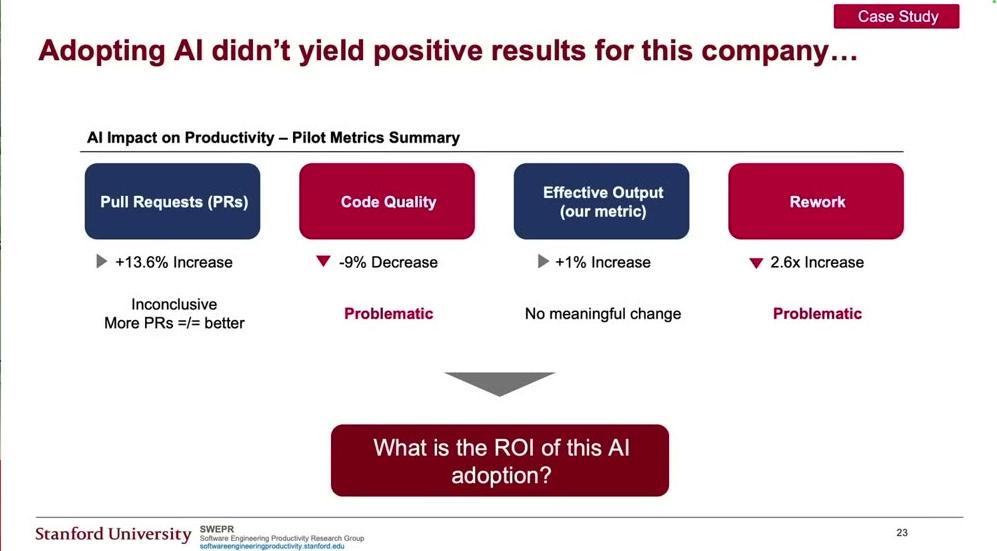 Case Study
Adopting AI didn’t yield positive results for this company…
AI Impact on Productivity – Pilot Metrics Summary
Pull Requests (PRs)
Code Quality
Effective Output
(our metric)
Rework
+13.6% Increase
-9% Decrease
+1% Increase
2.6x Increase
Inconclusive
More PRs =/= better
Problematic
No meaningful change
Problematic
What is the ROI of this AI
adoption?
Stanford University
SWEPR
Software Engineering Productivity Research Group
softwareengineeringproductivity.stanford.edu
23